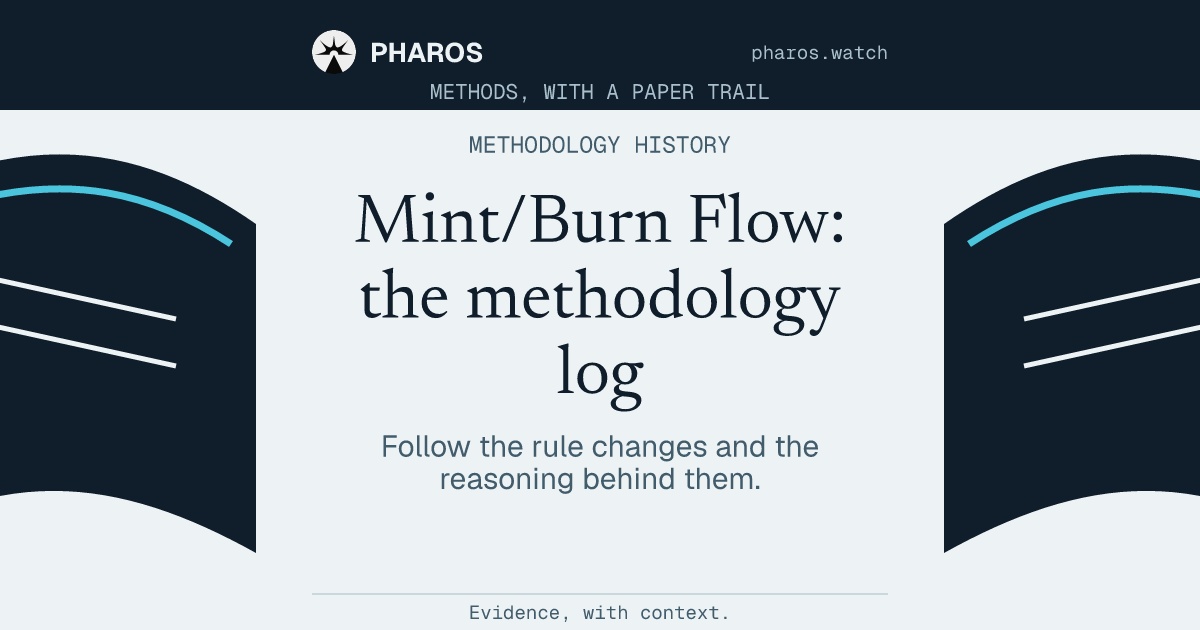 PHAROS
pharos.watch
METHODS, WITH A PAPER TRAIL
METHODOLOGY HISTORY
Mint/Burn Flow:
the methodology
log
Follow the rule changes and the
reasoning behind them.
Evidence, with context.